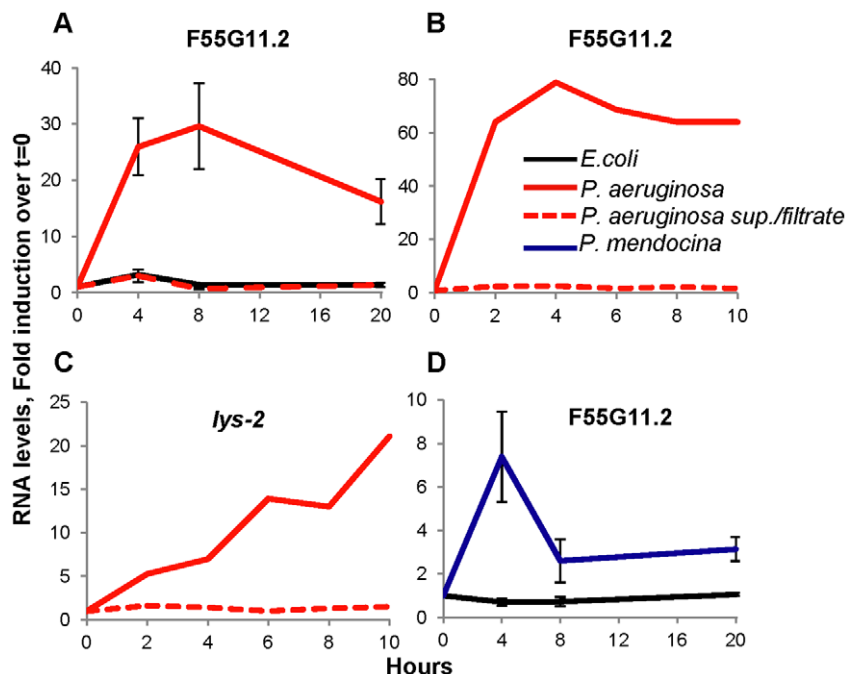 A
F55G11.2
40
30
20
10
0
0 4 8 12 16 20
B
F55G11.2
80
60
40
20
0
0 2 4 6 8 10
E.coli
P. aeruginosa
P. aeruginosa sup./filtrate
P. mendocina
RNA levels, Fold induction over t=0
C
lys-2
25
20
15
10
5
0
0 2 4 6 8 10
D
F55G11.2
10
8
6
4
2
0
0 4 8 12 16 20
Hours